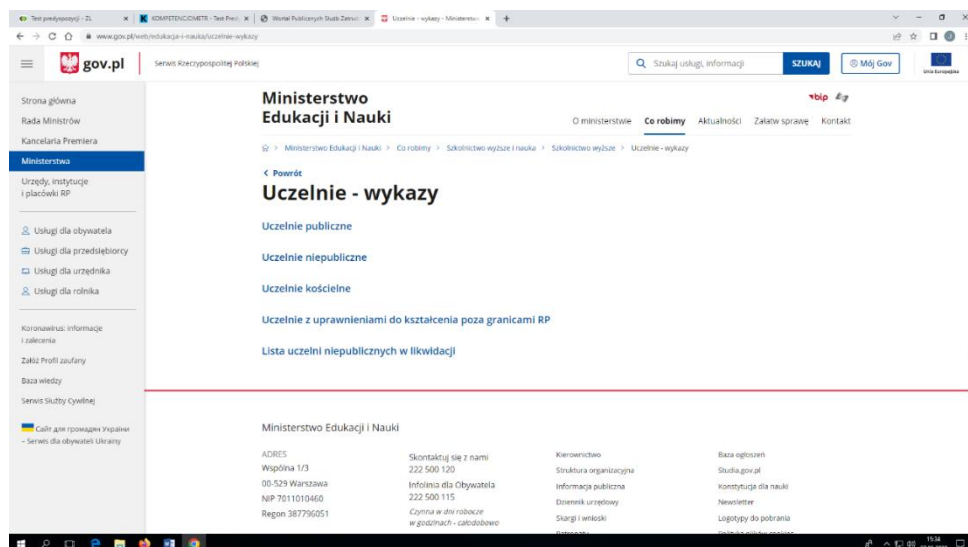 Test predyspozycji - ZL
KOMPETENCJOMETR - Test Pred
Wortal Publicznych Służb Zatrud
Uczelnie - wykazy - Ministerstwo
www.gov.pl/web/edukacja-i-nauka/uczelnie-wykazy
gov.pl
Serwis Rzeczypospolitej Polskiej
Szukaj usługi, informacji
SZUKAJ
Mój Gov
Unia Europejska
Strona główna
Rada Ministrów
Kancelaria Premiera
Ministerstwa
Urzędy, instytucje
i placówki RP
Usługi dla obywatela
Usługi dla przedsiębiorcy
Usługi dla urzędnika
Usługi dla rolnika
Koronawirus: informacje
i zalecenia
Załóż Profil zaufany
Baza wiedzy
Serwis Służby Cywilnej
Сайт для громадян України
– Serwis dla obywateli Ukrainy
Ministerstwo
Edukacji i Nauki
bip
O ministerstwie Co robimy Aktualności Załatw sprawę Kontakt
Ministerstwo Edukacji i Nauki > Co robimy > Szkolnictwo wyższe i nauka > Szkolnictwo wyższe > Uczelnie - wykazy
< Powrót
Uczelnie - wykazy
Uczelnie publiczne
Uczelnie niepubliczne
Uczelnie kościelne
Uczelnie z uprawnieniami do kształcenia poza granicami RP
Lista uczelni niepublicznych w likwidacji
Ministerstwo Edukacji i Nauki
ADRES
Wspólna 1/3
00-529 Warszawa
NIP 7011010460
Regon 387796051
Skontaktuj się z nami
222 500 120
Infolinia dla Obywatela
222 500 115
Czynna w dni robocze
w godzinach - całodobowo
Kierownictwo
Struktura organizacyjna
Informacja publiczna
Dziennik urzędowy
Skargi i wnioski
Patronaty
Baza ogłoszeń
Studia.gov.pl
Konstytucja dla nauki
Newsletter
Logotypy do pobrania
Polityka plików cookies
15:34